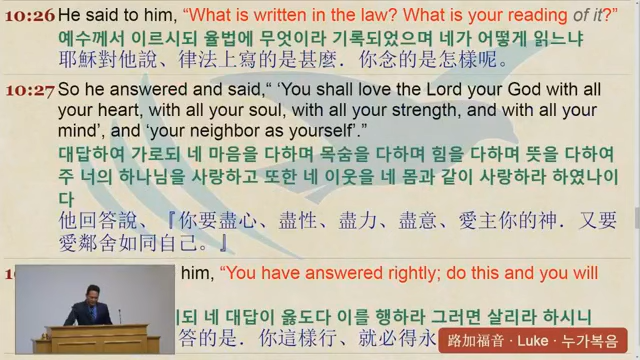 10:26 He said to him, “What is written in the law? What is your reading of it?”
예수께서 이르시되 율법에 무엇이라 기록되었으며 네가 어떻게 읽느냐
耶穌對他說、律法上寫的是甚麼．你念的是怎樣呢。
10:27 So he answered and said,“ ‘You shall love the Lord your God with all
your heart, with all your soul, with all your strength, and with all your
mind’, and ‘your neighbor as yourself’.”
대답하여 가로되 네 마음을 다하며 목숨을 다하며 힘을 다하며 뜻을 다하여
주 너의 하나님을 사랑하고 또한 네 이웃을 네 몸과 같이 사랑하라 하였나이
다
他回答說、『你要盡心、盡性、盡力、盡意、愛主你的神．又要
愛鄰舍如同自己。』
him, “You have answered rightly; do this and you will
되 네 대답이 옳도다 이를 행하라 그러면 살리라 하시니
答的是．你這樣行、就必得永
路加福音 · Luke · 누가복음